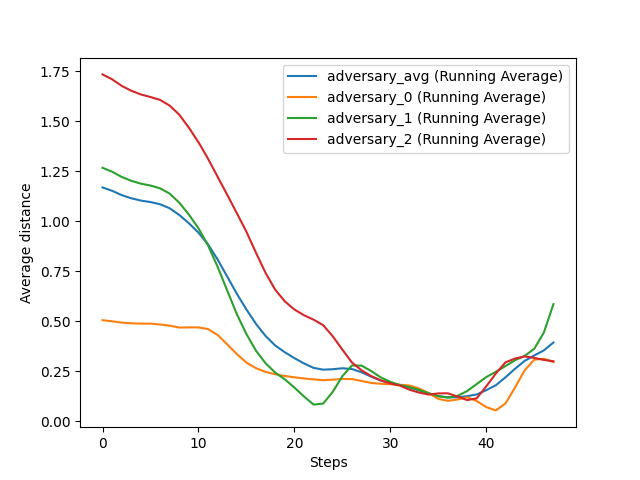 adversary_avg (Running Average)
adversary_0 (Running Average)
adversary_1 (Running Average)
adversary_2 (Running Average)
1.75
1.50
1.25
1.00
0.75
0.50
0.25
0.00
Average distance
0 10 20 30 40
Steps